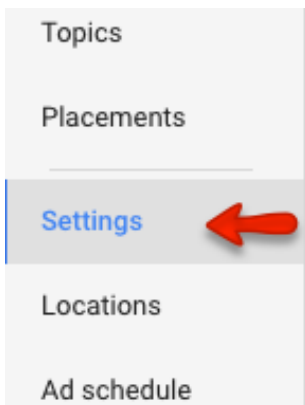 Topics
Placements
Settings
Locations
Ad schedule